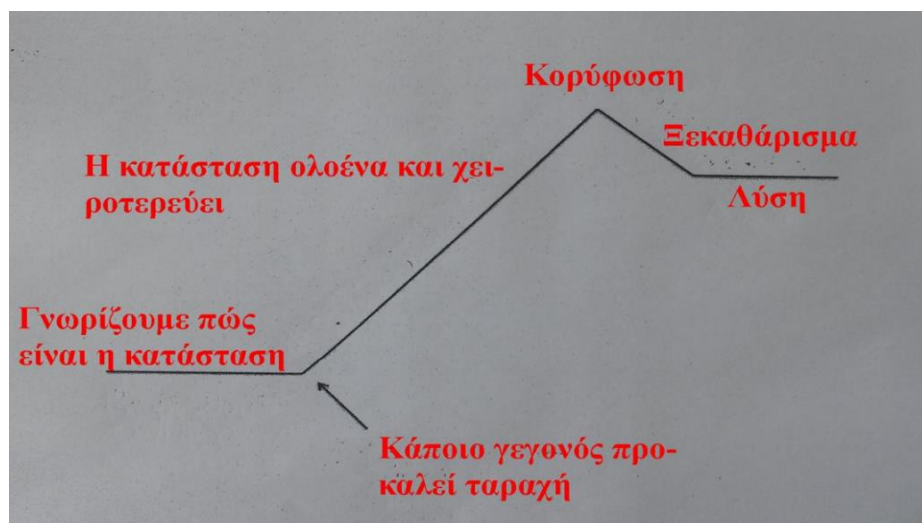 Κορύφωση
Ξεκαθάρισμα
Η κατάσταση ολοένα και χει-
ροτερεύει
Λύση
Γνωρίζουμε πώς
είναι η κατάσταση
Κάποιο γεγονός προ-
καλεί ταραχή